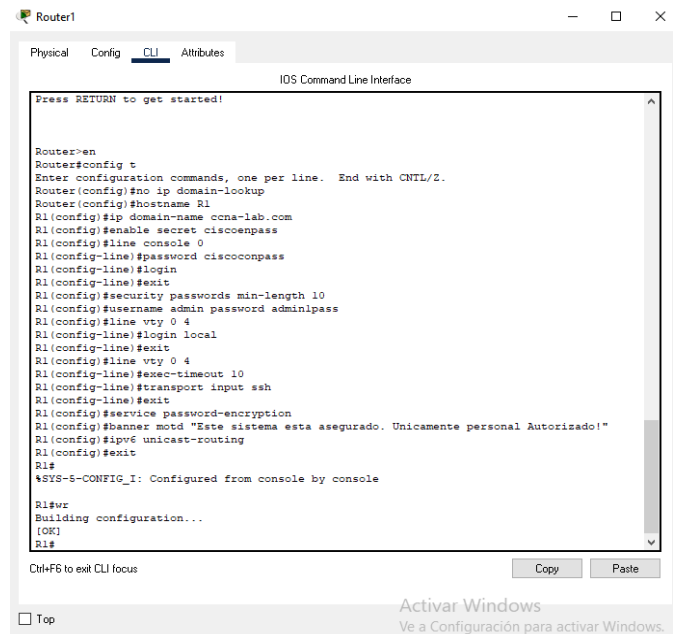 Router1
Physical Config CLI Attributes
IOS Command Line Interface
Press RETURN to get started!
Router>en
Router#config t
Enter configuration commands, one per line. End with CNTL/Z.
Router(config)#no ip domain-lookup
Router(config)#hostname R1
R1(config)#ip domain-name ccna-lab.com
R1(config)#enable secret ciscoenpass
R1(config)#line console 0
R1(config-line)#password ciscoconpass
R1(config-line)#login
R1(config-line)#exit
R1(config)#security passwords min-length 10
R1(config)#username admin password admin1pass
R1(config)#line vty 0 4
R1(config-line)#login local
R1(config-line)#exit
R1(config)#line vty 0 4
R1(config-line)#exec-timeout 10
R1(config-line)#transport input ssh
R1(config-line)#exit
R1(config)#service password-encryption
R1(config)#banner motd "Este sistema esta asegurado. Unicamente personal Autorizado!"
R1(config)#ipv6 unicast-routing
R1(config)#exit
R1#
%SYS-5-CONFIG_I: Configured from console by console
R1#wr
Building configuration...
[OK]
R1#
Ctrl+F6 to exit CLI focus
Copy Paste
Top
Activar Windows
Ve a Configuración para activar Windows.